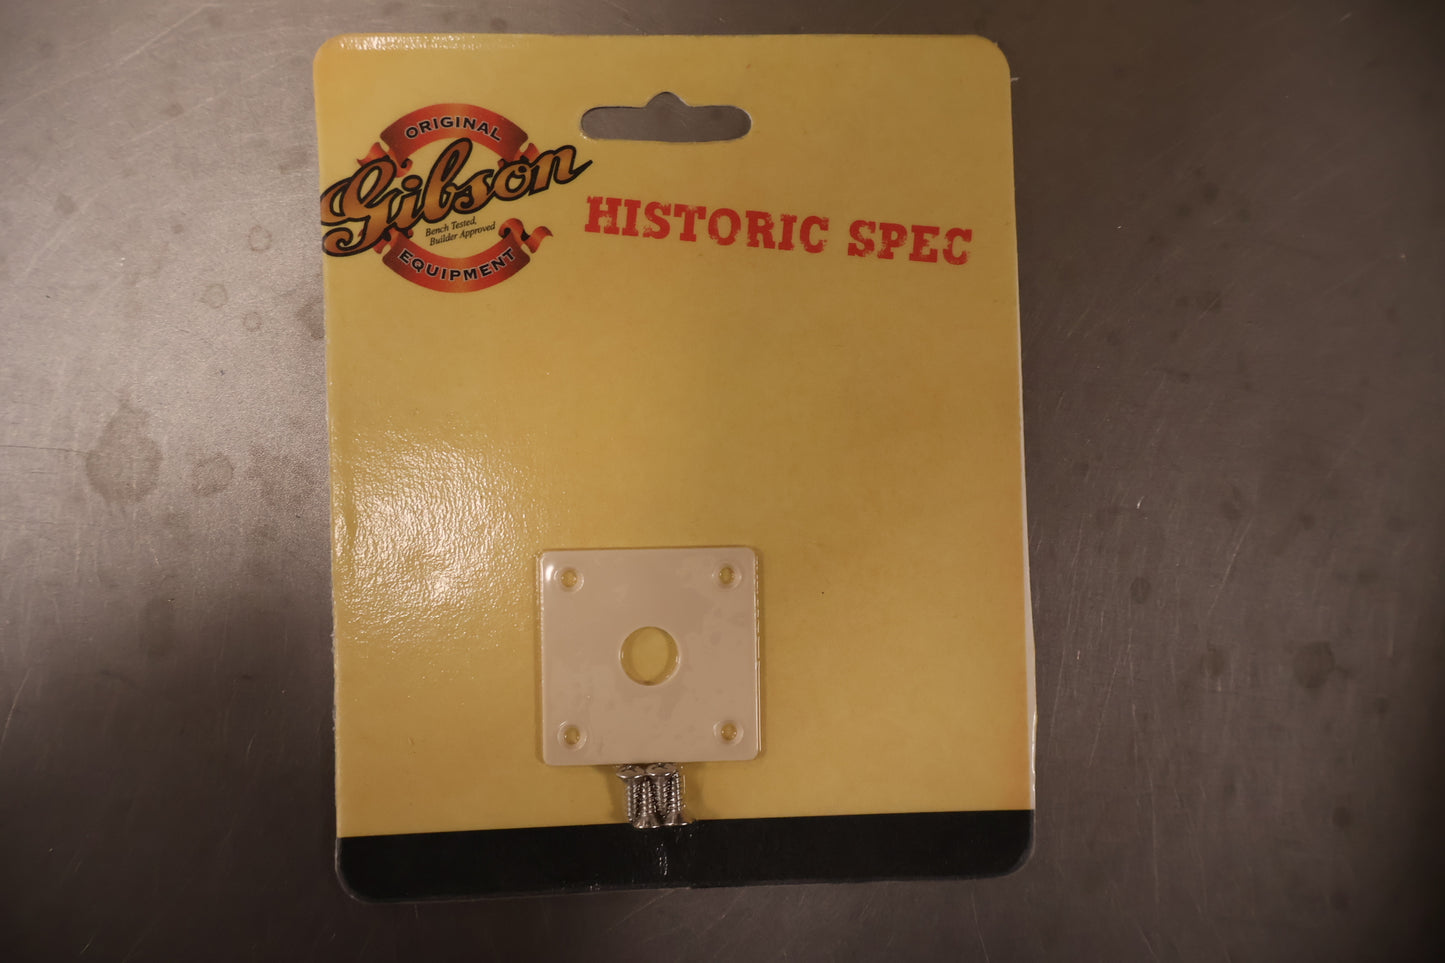 ORIGINAL
Gibson
Bench Tested,
Builder Approved
EQUIPMENT
HISTORIC SPEC